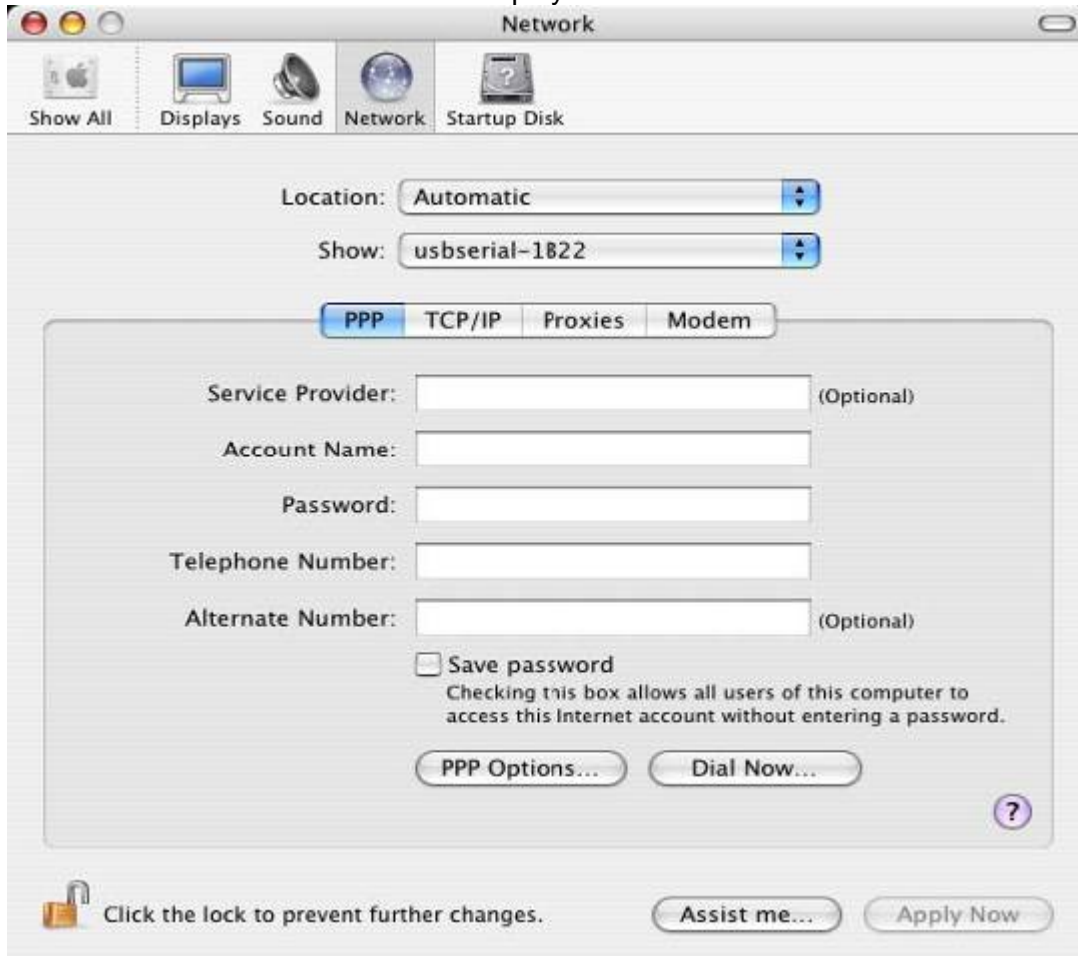 Network
Show All
Displays
Sound
Network
Startup Disk
Location: Automatic
Show: usbserial-1B22
PPP
TCP/IP
Proxies
Modem
Service Provider: (Optional)
Account Name:
Password:
Telephone Number:
Alternate Number: (Optional)
Save password
Checking this box allows all users of this computer to
access this Internet account without entering a password.
PPP Options...
Dial Now...
?
Click the lock to prevent further changes.
Assist me...
Apply Now